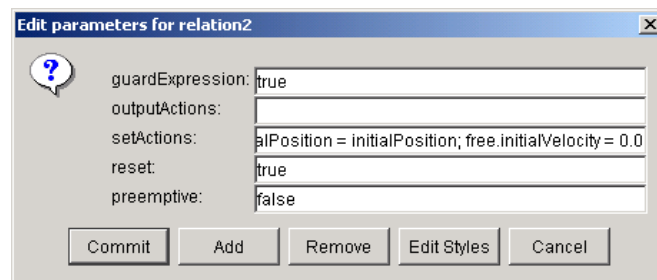 Edit parameters for relation2
?
guardExpression: true
outputActions:
setActions: alPosition = initialPosition; free.initialVelocity = 0.0
reset: true
preemptive: false
Commit Add Remove Edit Styles Cancel